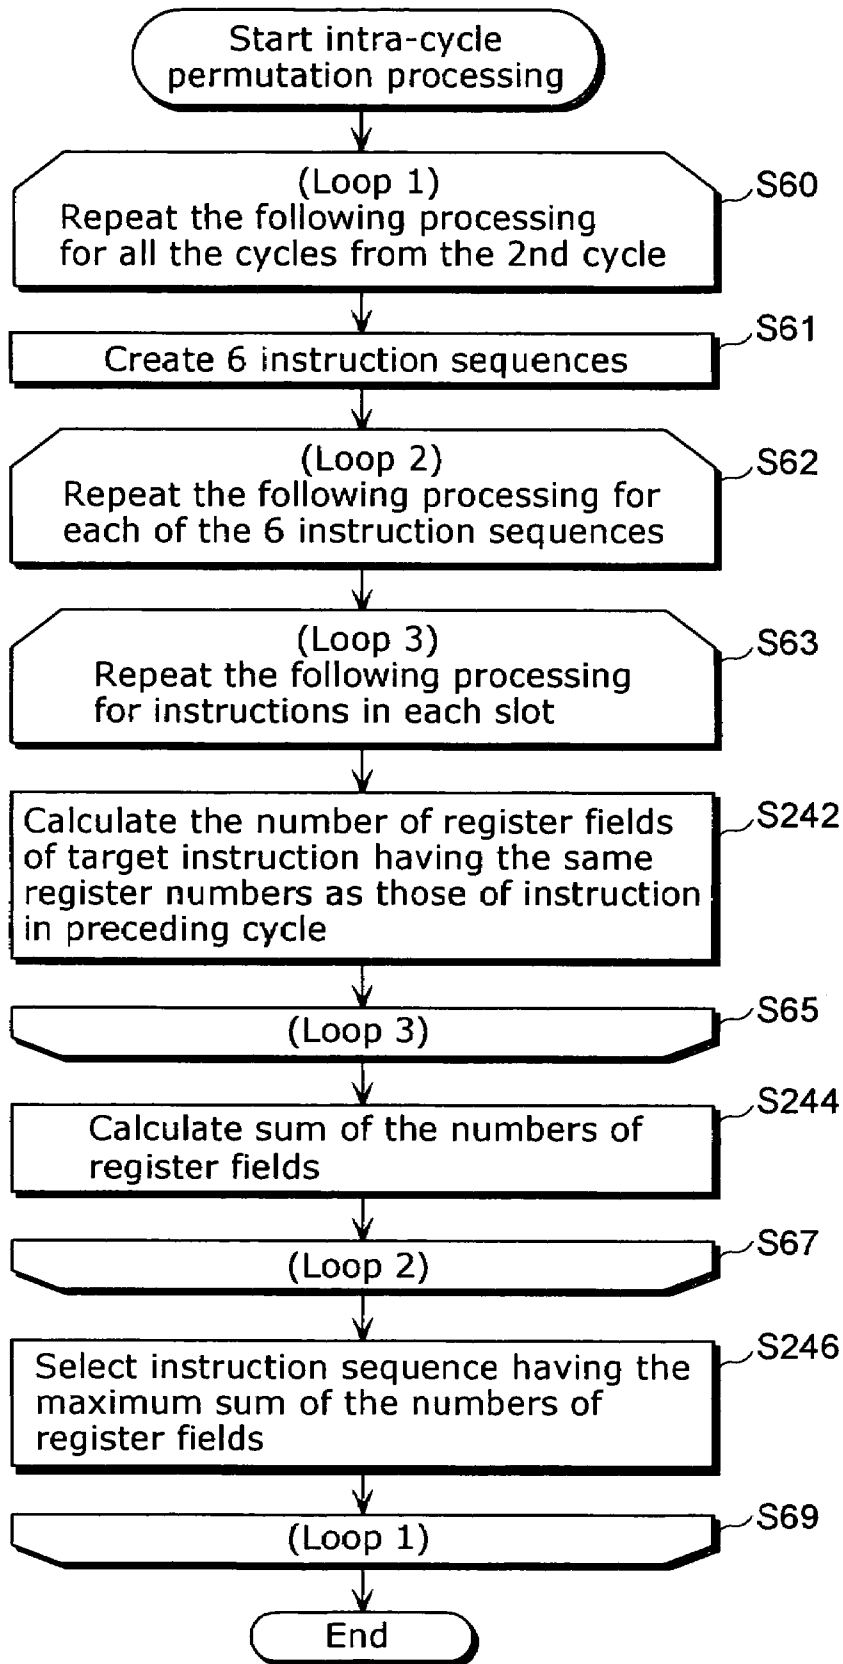 Start intra-cycle
permutation processing
(Loop 1)
S60
Repeat the following processing
for all the cycles from the 2nd cycle
S61
Create 6 instruction sequences
(Loop 2)
S62
Repeat the following processing for
each of the 6 instruction sequences
(Loop 3)
S63
Repeat the following processing
for instructions in each slot
S242
Calculate the number of register fields
of target instruction having the same
register numbers as those of instruction
in preceding cycle
S65
(Loop 3)
S244
Calculate sum of the numbers of
register fields
S67
(Loop 2)
S246
Select instruction sequence having the
maximum sum of the numbers of
register fields
S69
(Loop 1)
End